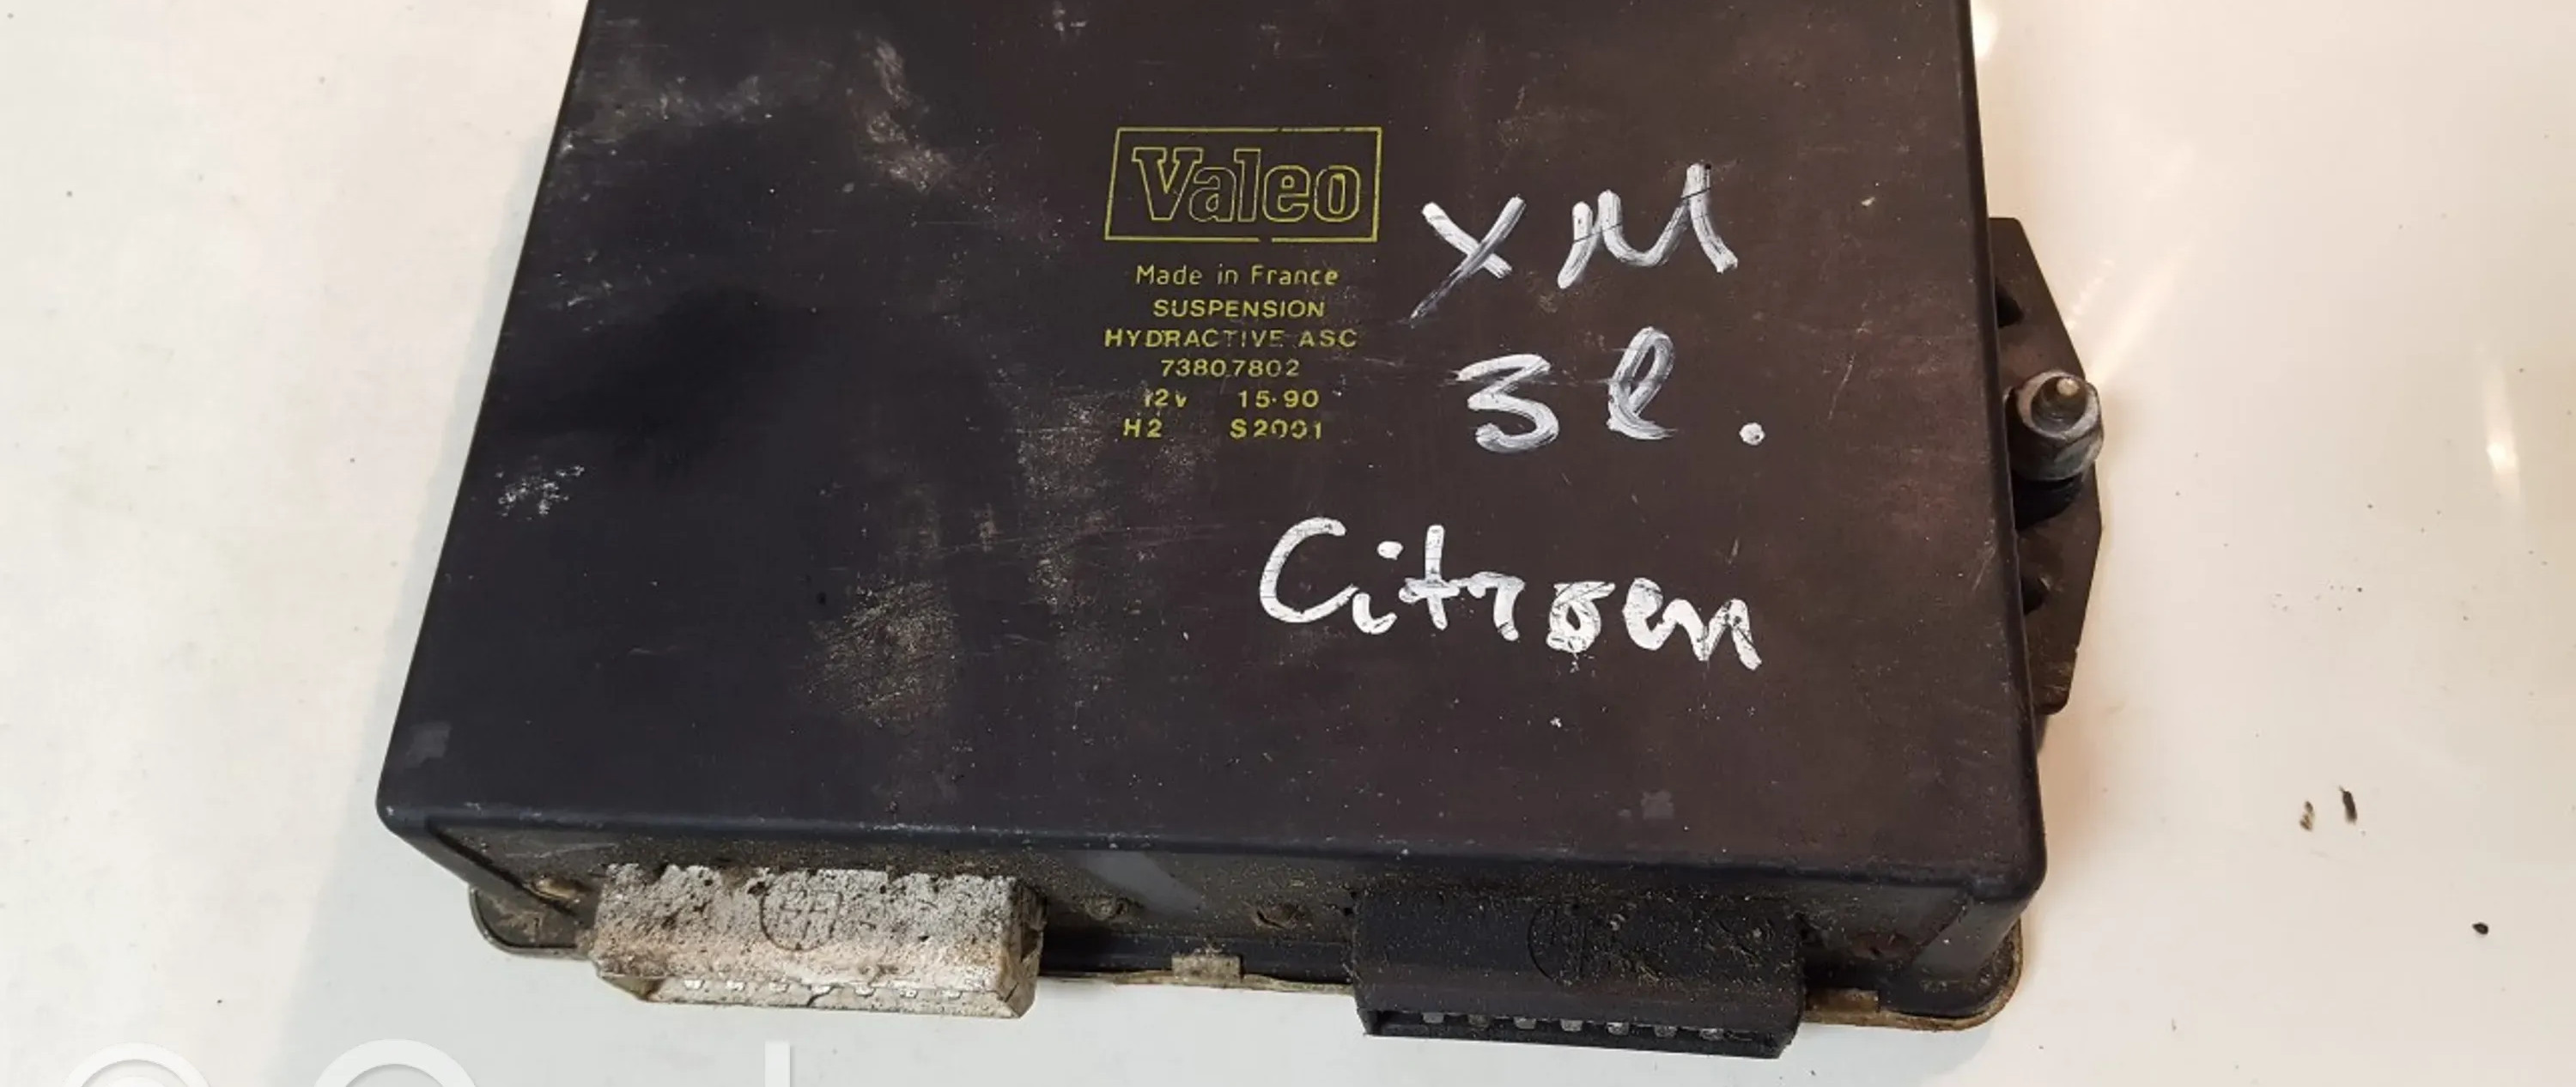 Valeo
Made in France
SUSPENSION
HYDRACTIVE ASC
73807802
12v 15·90
H2 S2001
XM
3l.
Citroen